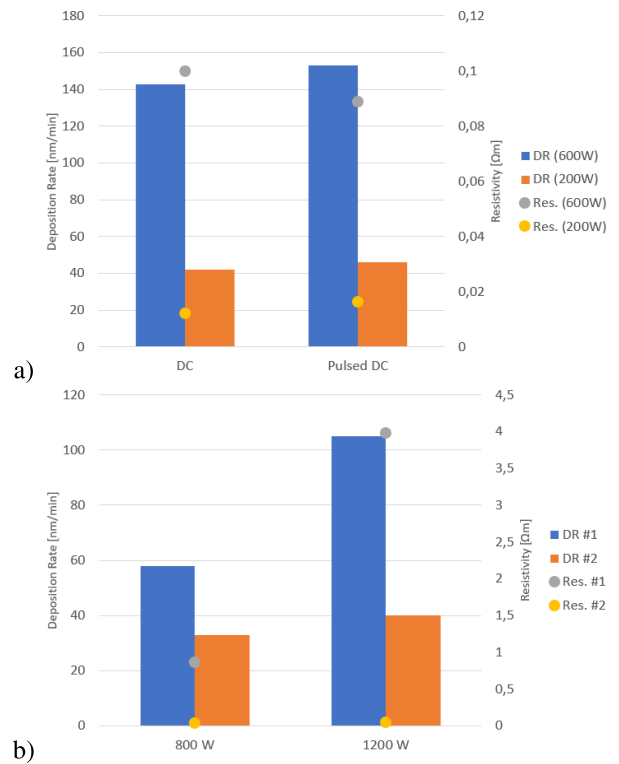 180
160
140
120
100
80
60
40
20
0
Deposition Rate [nm/min]
0,12
0,1
0,08
0,06
0,04
0,02
0
Resistivity [Ωm]
DR (600W)
DR (200W)
Res. (600W)
Res. (200W)
DC
Pulsed DC
a)
120
100
80
60
40
20
0
Deposition Rate [nm/min]
4,5
4
3,5
3
2,5
2
1,5
1
0,5
0
Resistivity [Ωm]
DR #1
DR #2
Res. #1
Res. #2
800 W
1200 W
b)